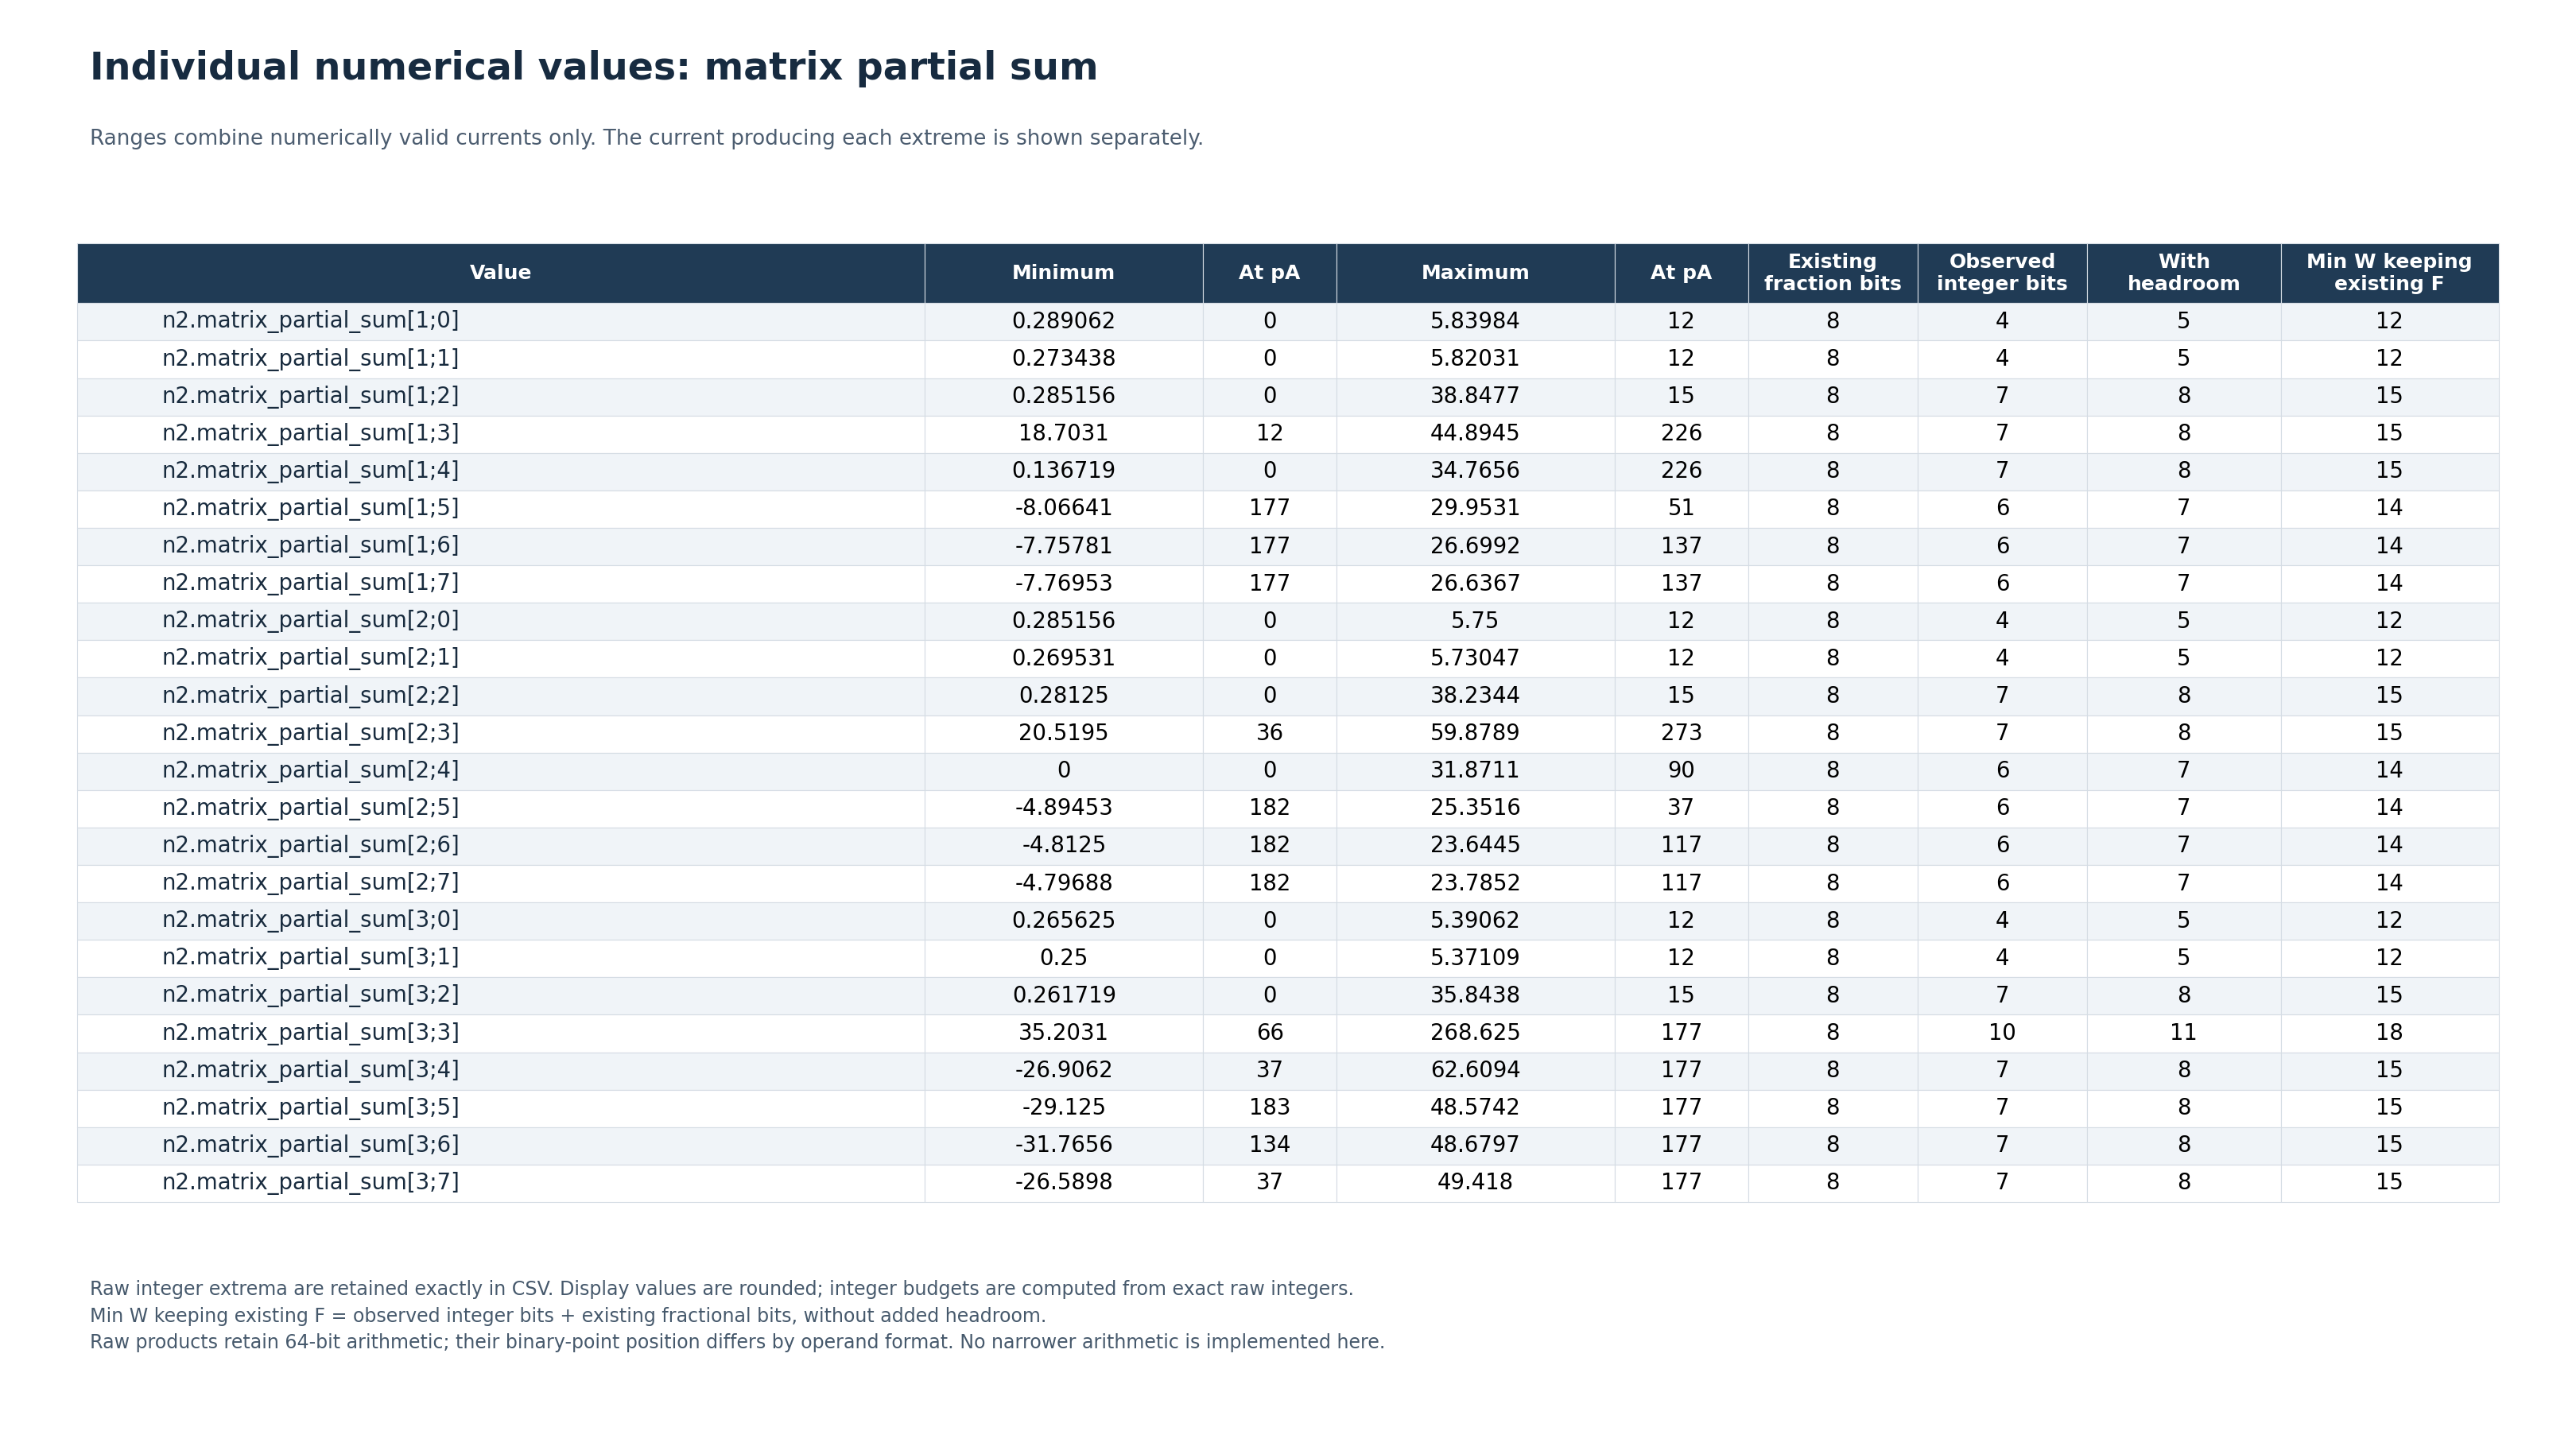 Individual numerical values: matrix partial sum
Ranges combine numerically valid currents only. The current producing each extreme is shown separately.
Value Minimum At pA Maximum At pA Existing fraction bits Observed integer bits With headroom Min W keeping existing F
n2.matrix_partial_sum[1;0] 0.289062 0 5.83984 12 8 4 5 12
n2.matrix_partial_sum[1;1] 0.273438 0 5.82031 12 8 4 5 12
n2.matrix_partial_sum[1;2] 0.285156 0 38.8477 15 8 7 8 15
n2.matrix_partial_sum[1;3] 18.7031 12 44.8945 226 8 7 8 15
n2.matrix_partial_sum[1;4] 0.136719 0 34.7656 226 8 7 8 15
n2.matrix_partial_sum[1;5] -8.06641 177 29.9531 51 8 6 7 14
n2.matrix_partial_sum[1;6] -7.75781 177 26.6992 137 8 6 7 14
n2.matrix_partial_sum[1;7] -7.76953 177 26.6367 137 8 6 7 14
n2.matrix_partial_sum[2;0] 0.285156 0 5.75 12 8 4 5 12
n2.matrix_partial_sum[2;1] 0.269531 0 5.73047 12 8 4 5 12
n2.matrix_partial_sum[2;2] 0.28125 0 38.2344 15 8 7 8 15
n2.matrix_partial_sum[2;3] 20.5195 36 59.8789 273 8 7 8 15
n2.matrix_partial_sum[2;4] 0 0 31.8711 90 8 6 7 14
n2.matrix_partial_sum[2;5] -4.89453 182 25.3516 37 8 6 7 14
n2.matrix_partial_sum[2;6] -4.8125 182 23.6445 117 8 6 7 14
n2.matrix_partial_sum[2;7] -4.79688 182 23.7852 117 8 6 7 14
n2.matrix_partial_sum[3;0] 0.265625 0 5.39062 12 8 4 5 12
n2.matrix_partial_sum[3;1] 0.25 0 5.37109 12 8 4 5 12
n2.matrix_partial_sum[3;2] 0.261719 0 35.8438 15 8 7 8 15
n2.matrix_partial_sum[3;3] 35.2031 66 268.625 177 8 10 11 18
n2.matrix_partial_sum[3;4] -26.9062 37 62.6094 177 8 7 8 15
n2.matrix_partial_sum[3;5] -29.125 183 48.5742 177 8 7 8 15
n2.matrix_partial_sum[3;6] -31.7656 134 48.6797 177 8 7 8 15
n2.matrix_partial_sum[3;7] -26.5898 37 49.418 177 8 7 8 15
Raw integer extrema are retained exactly in CSV. Display values are rounded; integer budgets are computed from exact raw integers.
Min W keeping existing F = observed integer bits + existing fractional bits, without added headroom.
Raw products retain 64-bit arithmetic; their binary-point position differs by operand format. No narrower arithmetic is implemented here.